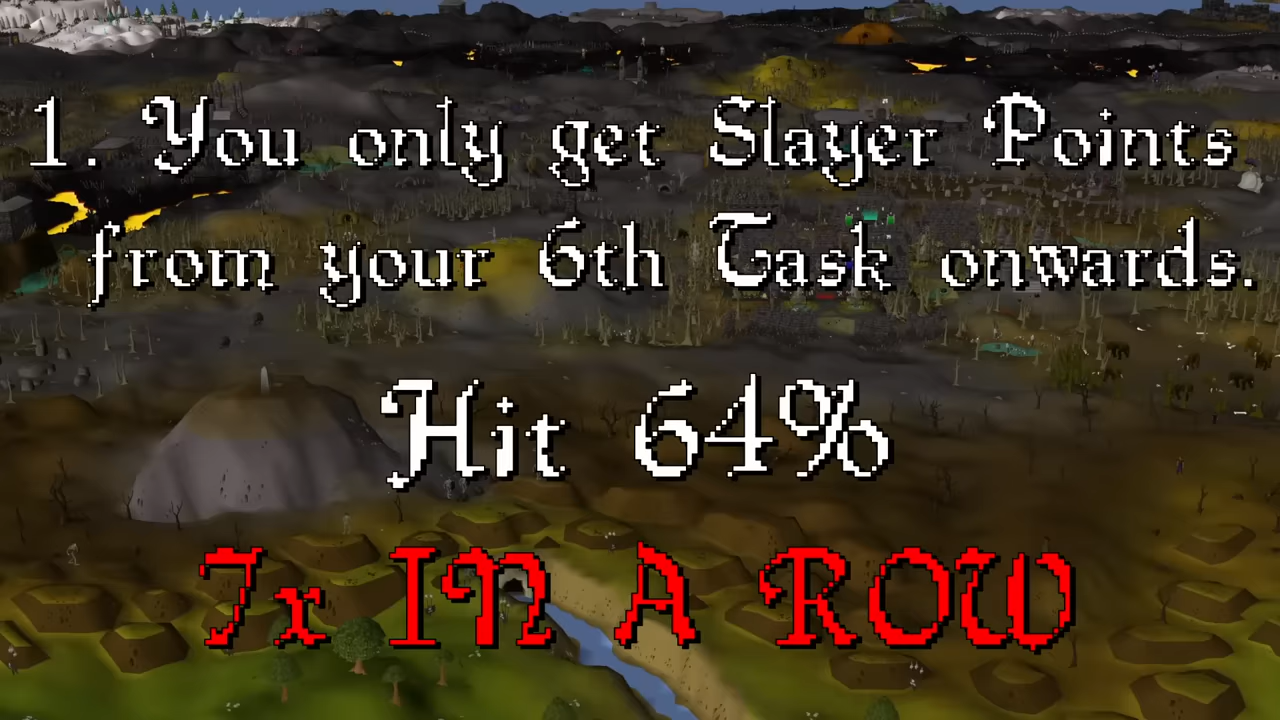 1. You only get Slayer Points
from your 6th Task onwards.
Hit 64%
7x IN A ROW